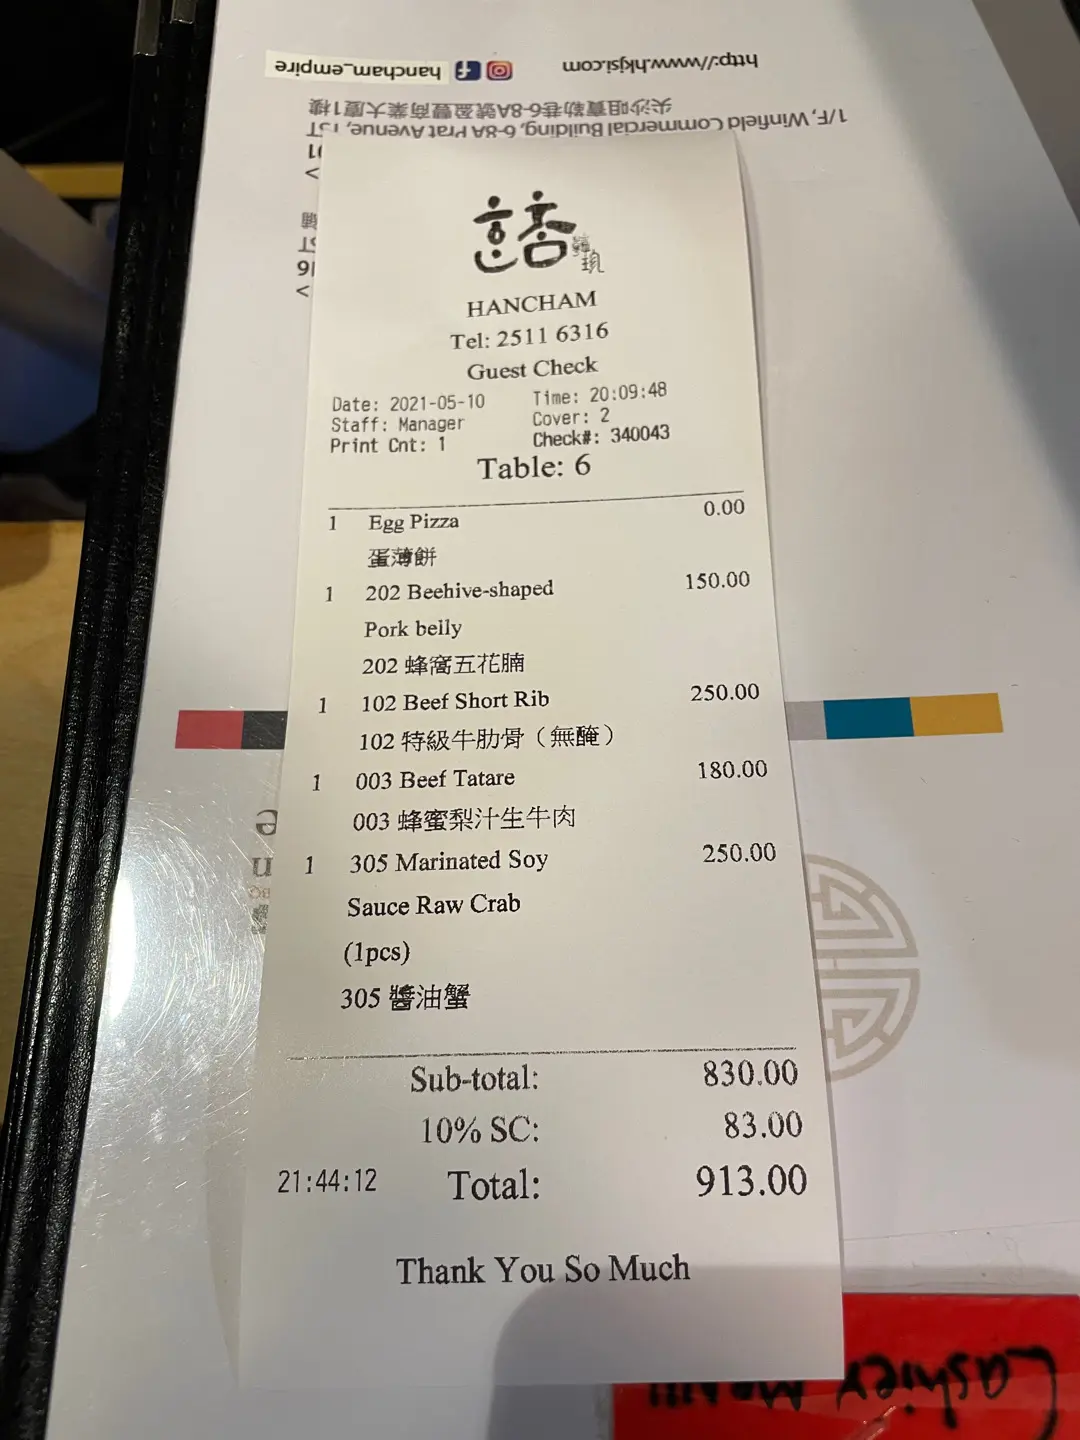 http://www.hkjsi.com
hancham_empire
1/F, Winfield Commercial Building, 6-8A Prat Avenue, TST
尖沙咀寶勒巷6-8A號盈豐商業大廈1樓
HANCHAM
Tel: 2511 6316
Guest Check
Date: 2021-05-10 Time: 20:09:48
Staff: Manager Cover: 2
Print Cnt: 1 Check#: 340043
Table: 6
1 Egg Pizza 0.00
蛋薄餅
1 202 Beehive-shaped 150.00
Pork belly
202 蜂窩五花腩
1 102 Beef Short Rib 250.00
102 特級牛肋骨（無醃）
1 003 Beef Tatare 180.00
003 蜂蜜梨汁生牛肉
1 305 Marinated Soy 250.00
Sauce Raw Crab
(1pcs)
305 醬油蟹
Sub-total: 830.00
10% SC: 83.00
21:44:12 Total: 913.00
Thank You So Much
Cashier